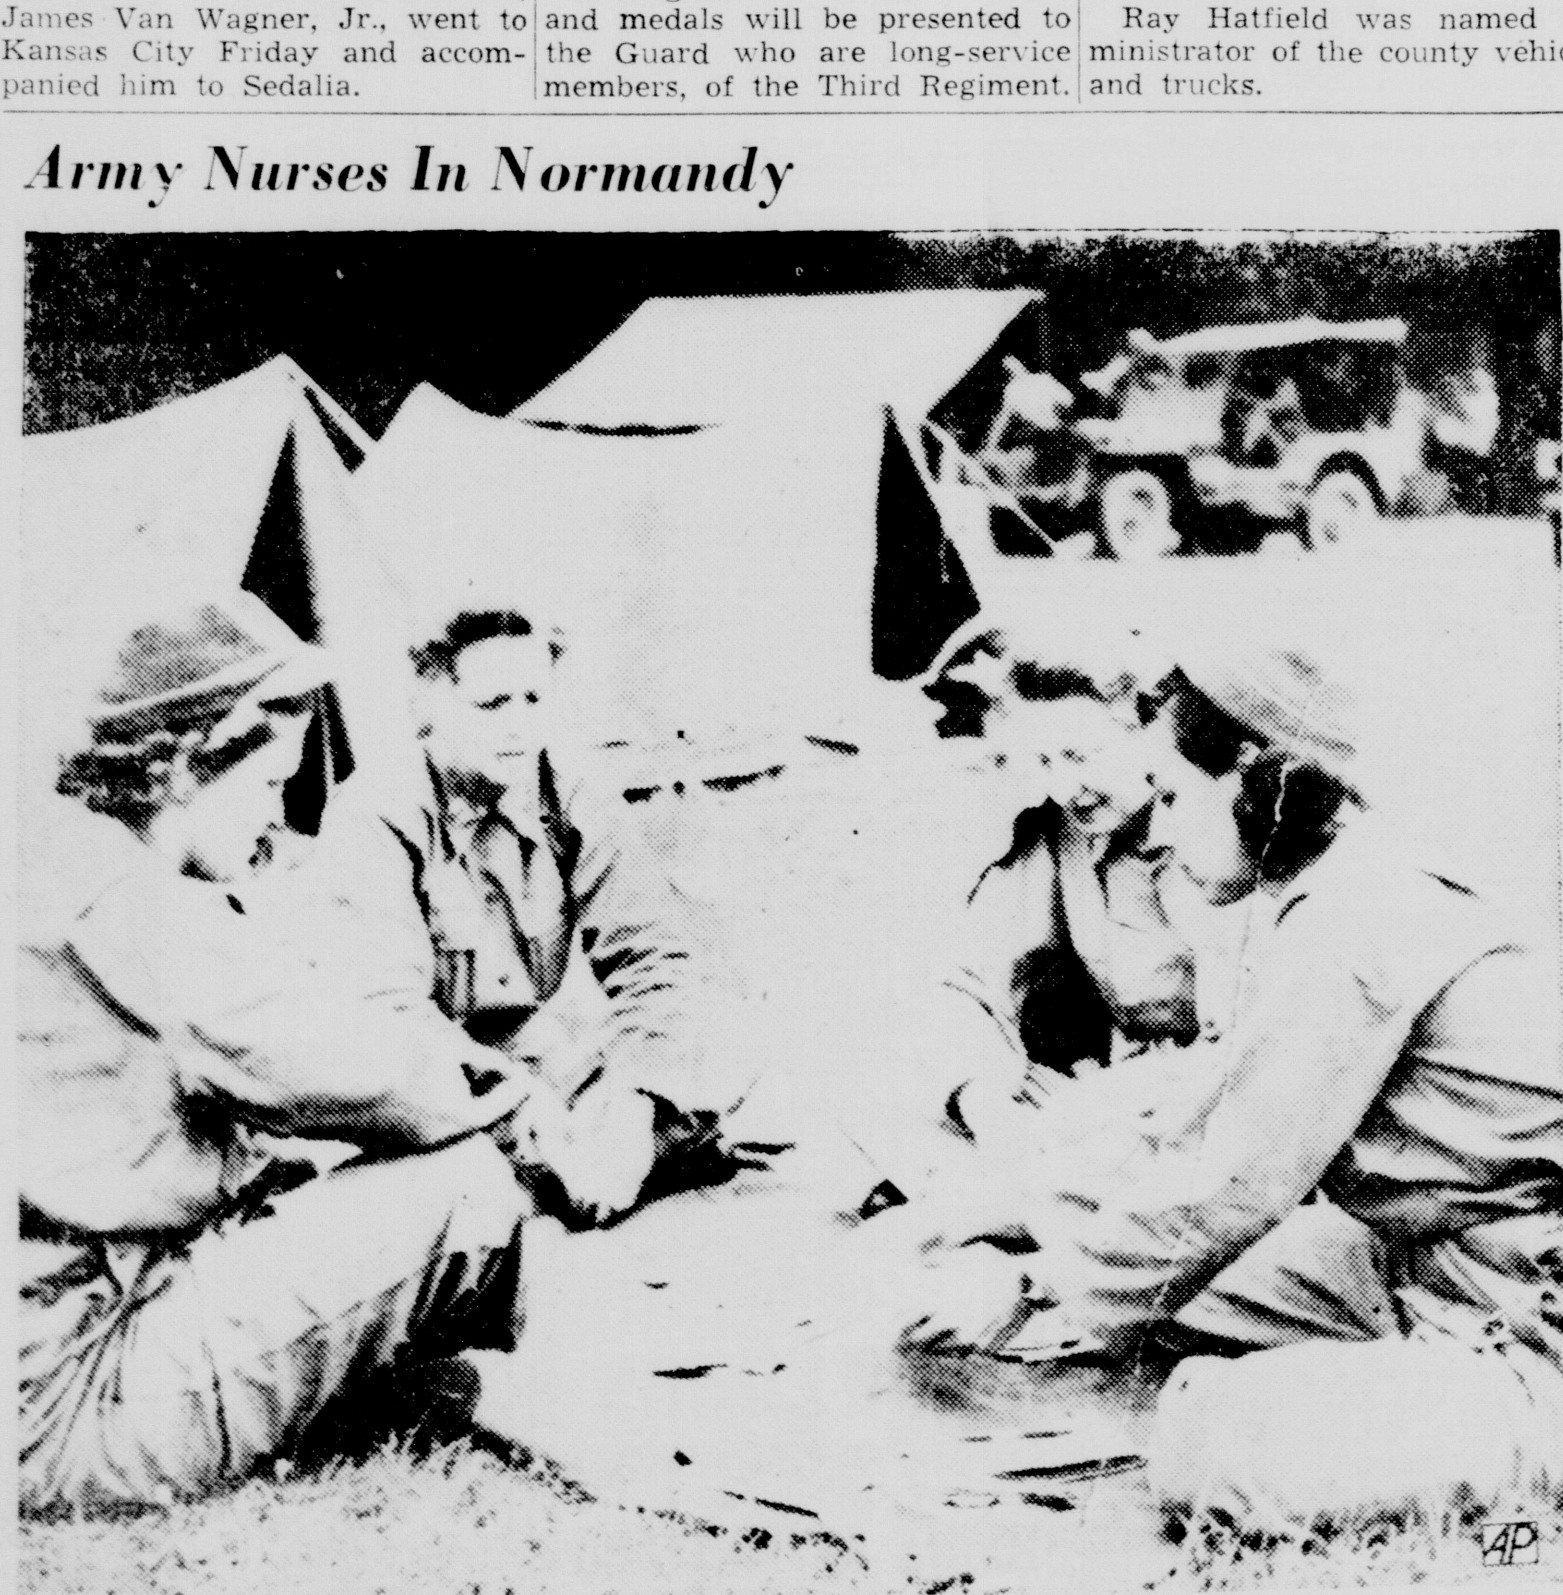 James Van Wagner, Jr., went to
Kansas City Friday and accom-
panied him to Sedalia.
and medals will be presented to
the Guard who are long-service
members, of the Third Regiment.
Ray Hatfield was named
ministrator of the county vehic
and trucks.
Army Nurses In Normandy
AP